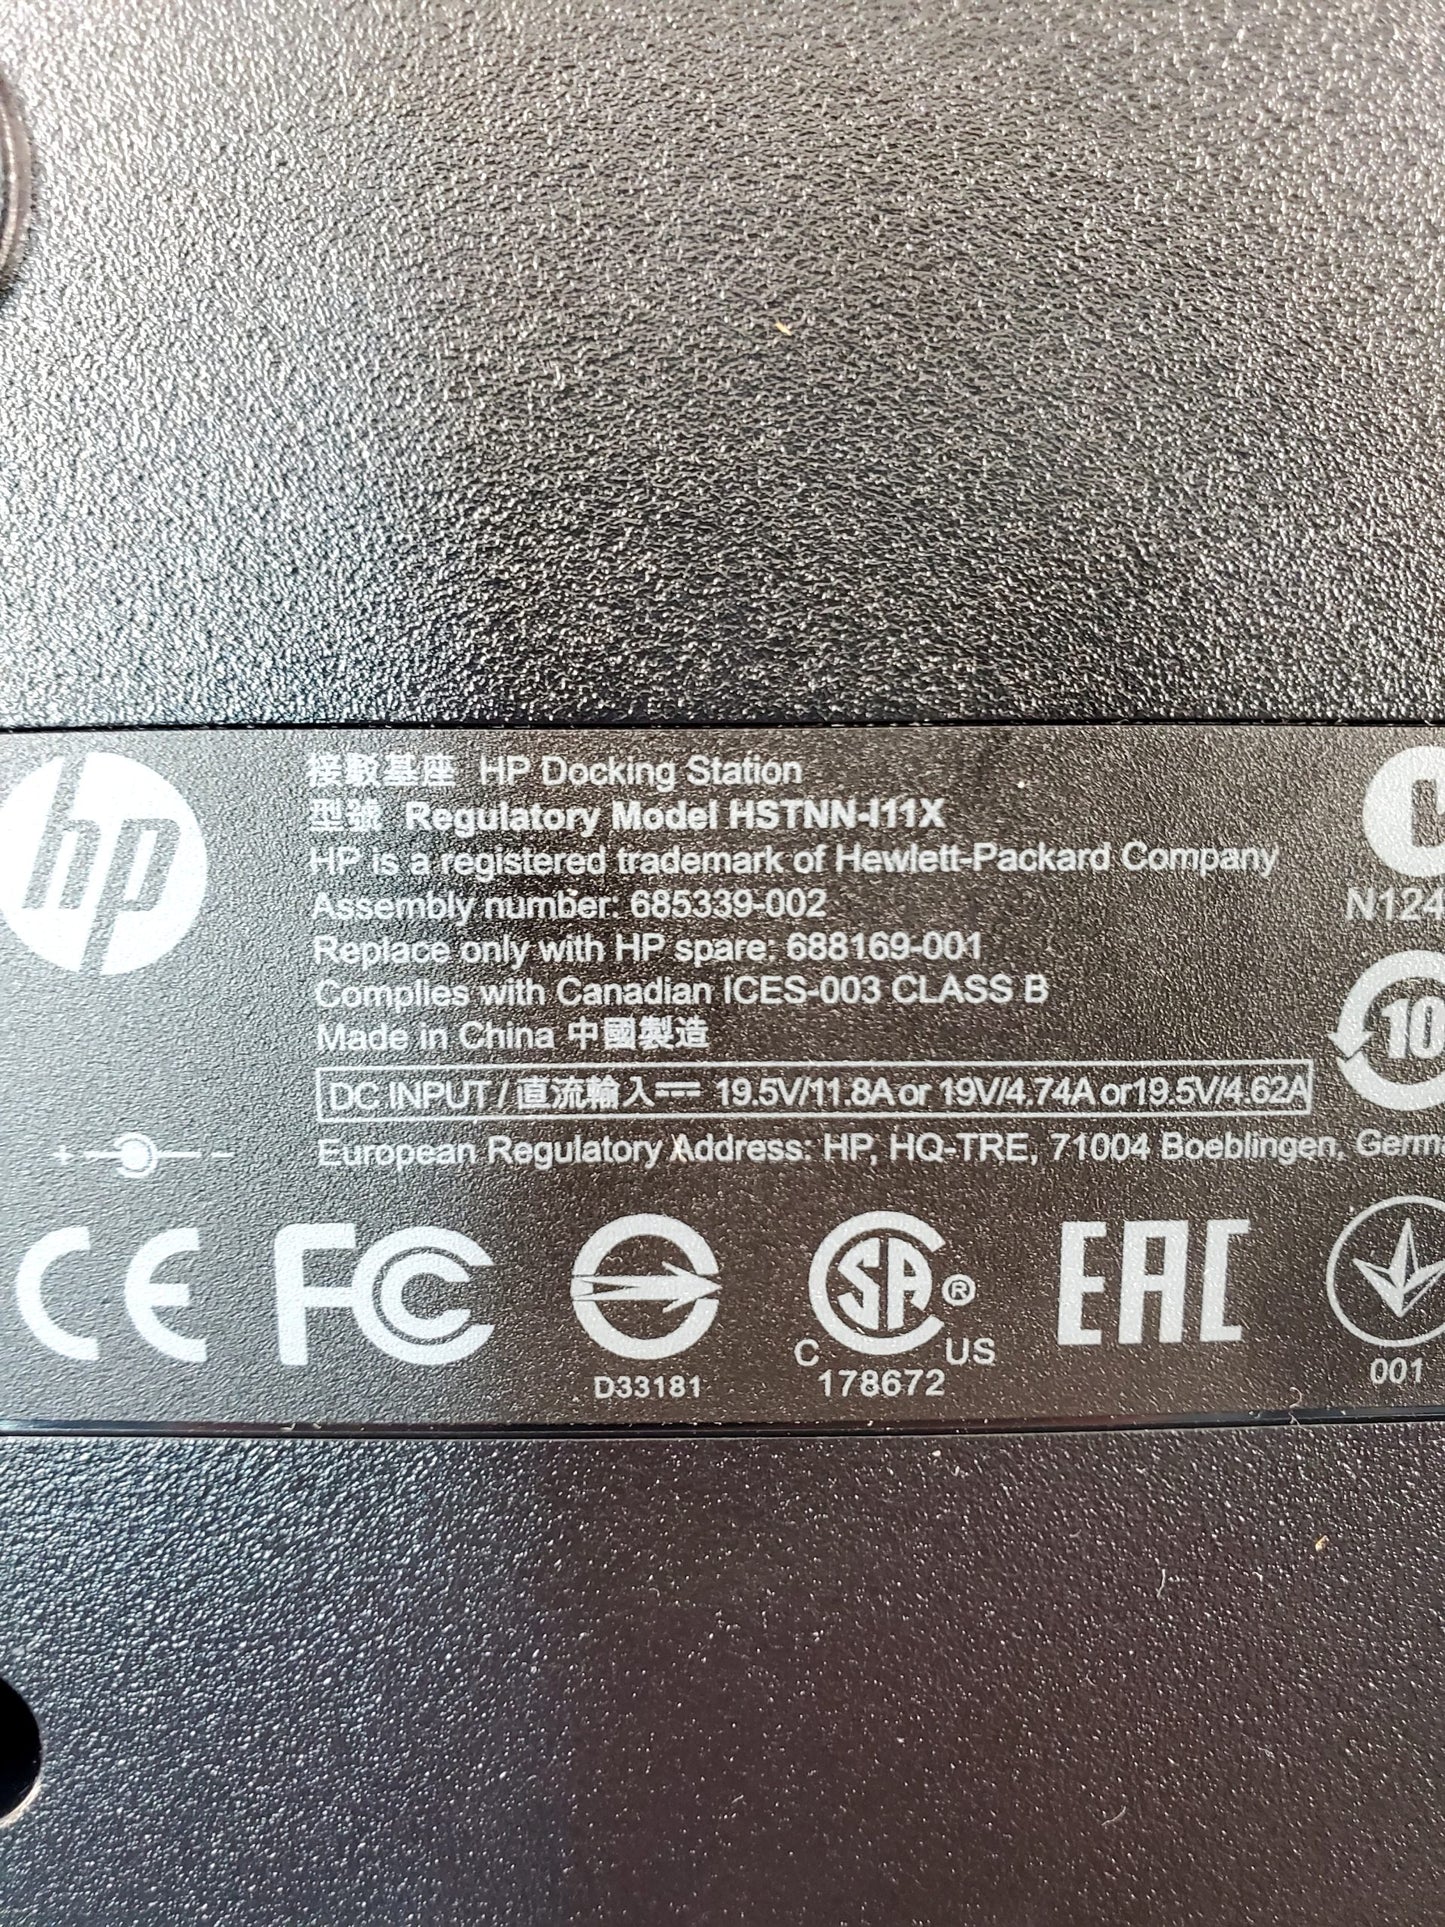 hp
接駁基座 HP Docking Station
型號 Regulatory Model HSTNN-I11X
HP is a registered trademark of Hewlett-Packard Company
Assembly number: 685339-002
Replace only with HP spare: 688169-001
Complies with Canadian ICES-003 CLASS B
Made in China 中國製造
DC INPUT / 直流輸入 19.5V/11.8A or 19V/4.74A or19.5V/4.62A
European Regulatory Address: HP, HQ-TRE, 71004 Boeblingen, Germ
N124
10
CE FC
D33181
SA ®
C US
178672
EAC
001